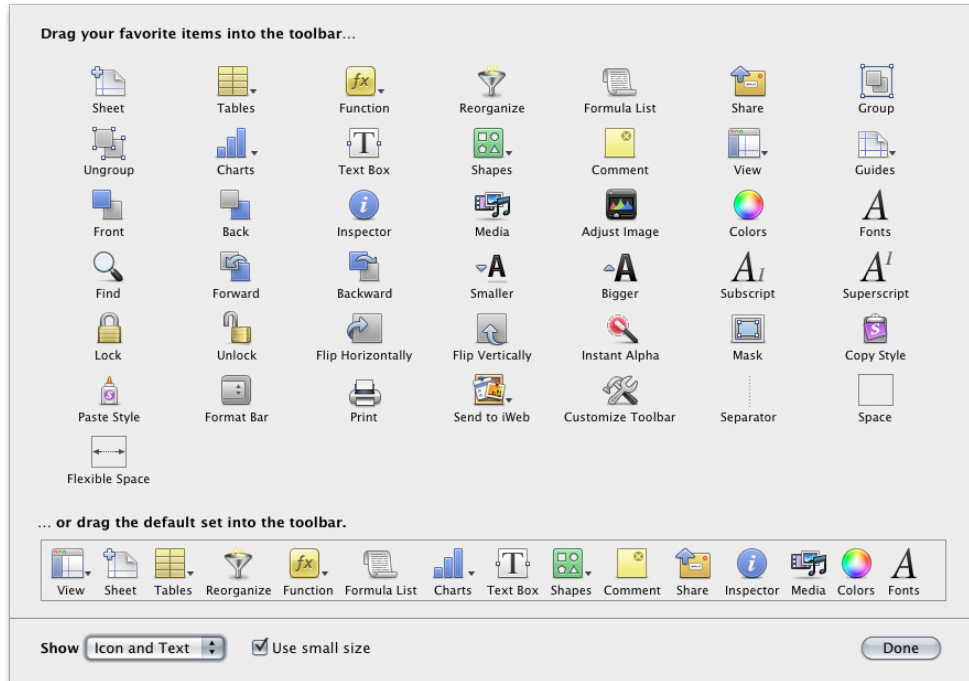 Drag your favorite items into the toolbar...
Sheet Tables Function Reorganize Formula List Share Group
Ungroup Charts Text Box Shapes Comment View Guides
Front Back Inspector Media Adjust Image Colors Fonts
Find Forward Backward Smaller Bigger Subscript Superscript
Lock Unlock Flip Horizontally Flip Vertically Instant Alpha Mask Copy Style
Paste Style Format Bar Print Send to iWeb Customize Toolbar Separator Space
Flexible Space
... or drag the default set into the toolbar.
View Sheet Tables Reorganize Function Formula List Charts Text Box Shapes Comment Share Inspector Media Colors Fonts
Show Icon and Text Use small size Done